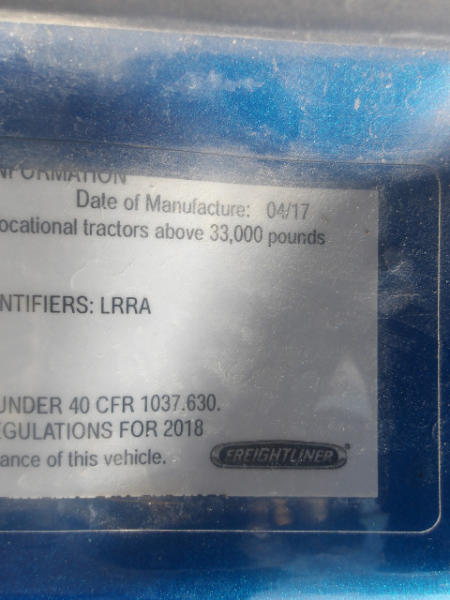 NFORMATION
Date of Manufacture: 04/17
ocational tractors above 33,000 pounds
NTIFIERS: LRRA
UNDER 40 CFR 1037.630.
EGULATIONS FOR 2018
ance of this vehicle.
FREIGHTLINER